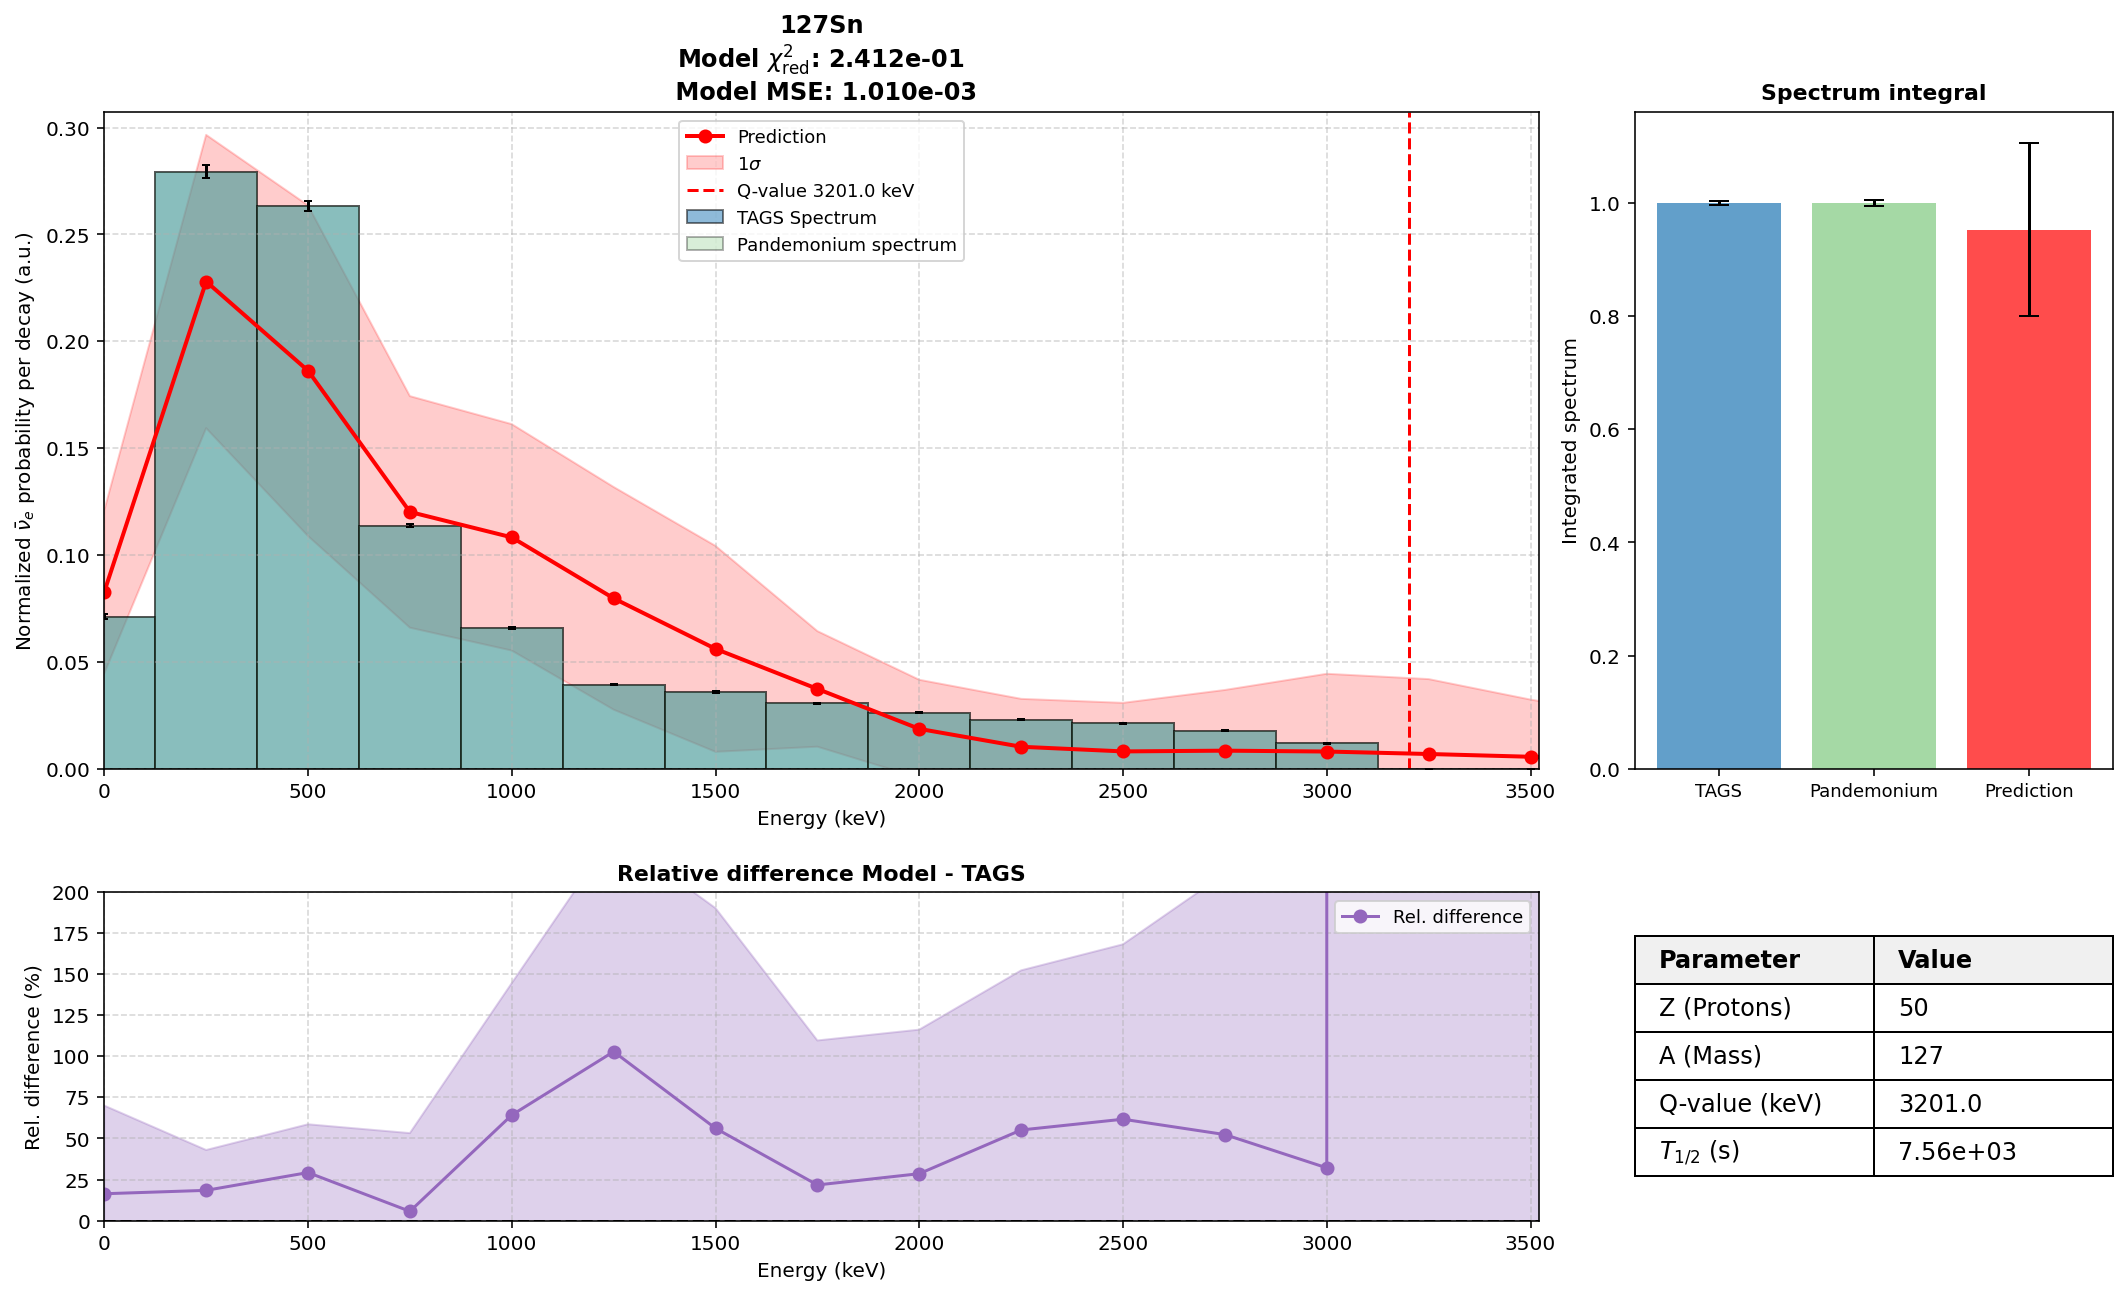 127Sn
Model χ²red: 2.412e-01
Model MSE: 1.010e-03
Normalized ν̄e probability per decay (a.u.)
0.30
0.25
0.20
0.15
0.10
0.05
0.00
Prediction
1σ
Q-value 3201.0 keV
TAGS Spectrum
Pandemonium spectrum
0 500 1000 1500 2000 2500 3000 3500
Energy (keV)
Spectrum integral
Integrated spectrum
1.0
0.8
0.6
0.4
0.2
0.0
TAGS Pandemonium Prediction
Relative difference Model - TAGS
Rel. difference (%)
200
175
150
125
100
75
50
25
0
Rel. difference
0 500 1000 1500 2000 2500 3000 3500
Energy (keV)
Parameter Value
Z (Protons) 50
A (Mass) 127
Q-value (keV) 3201.0
T1/2 (s) 7.56e+03